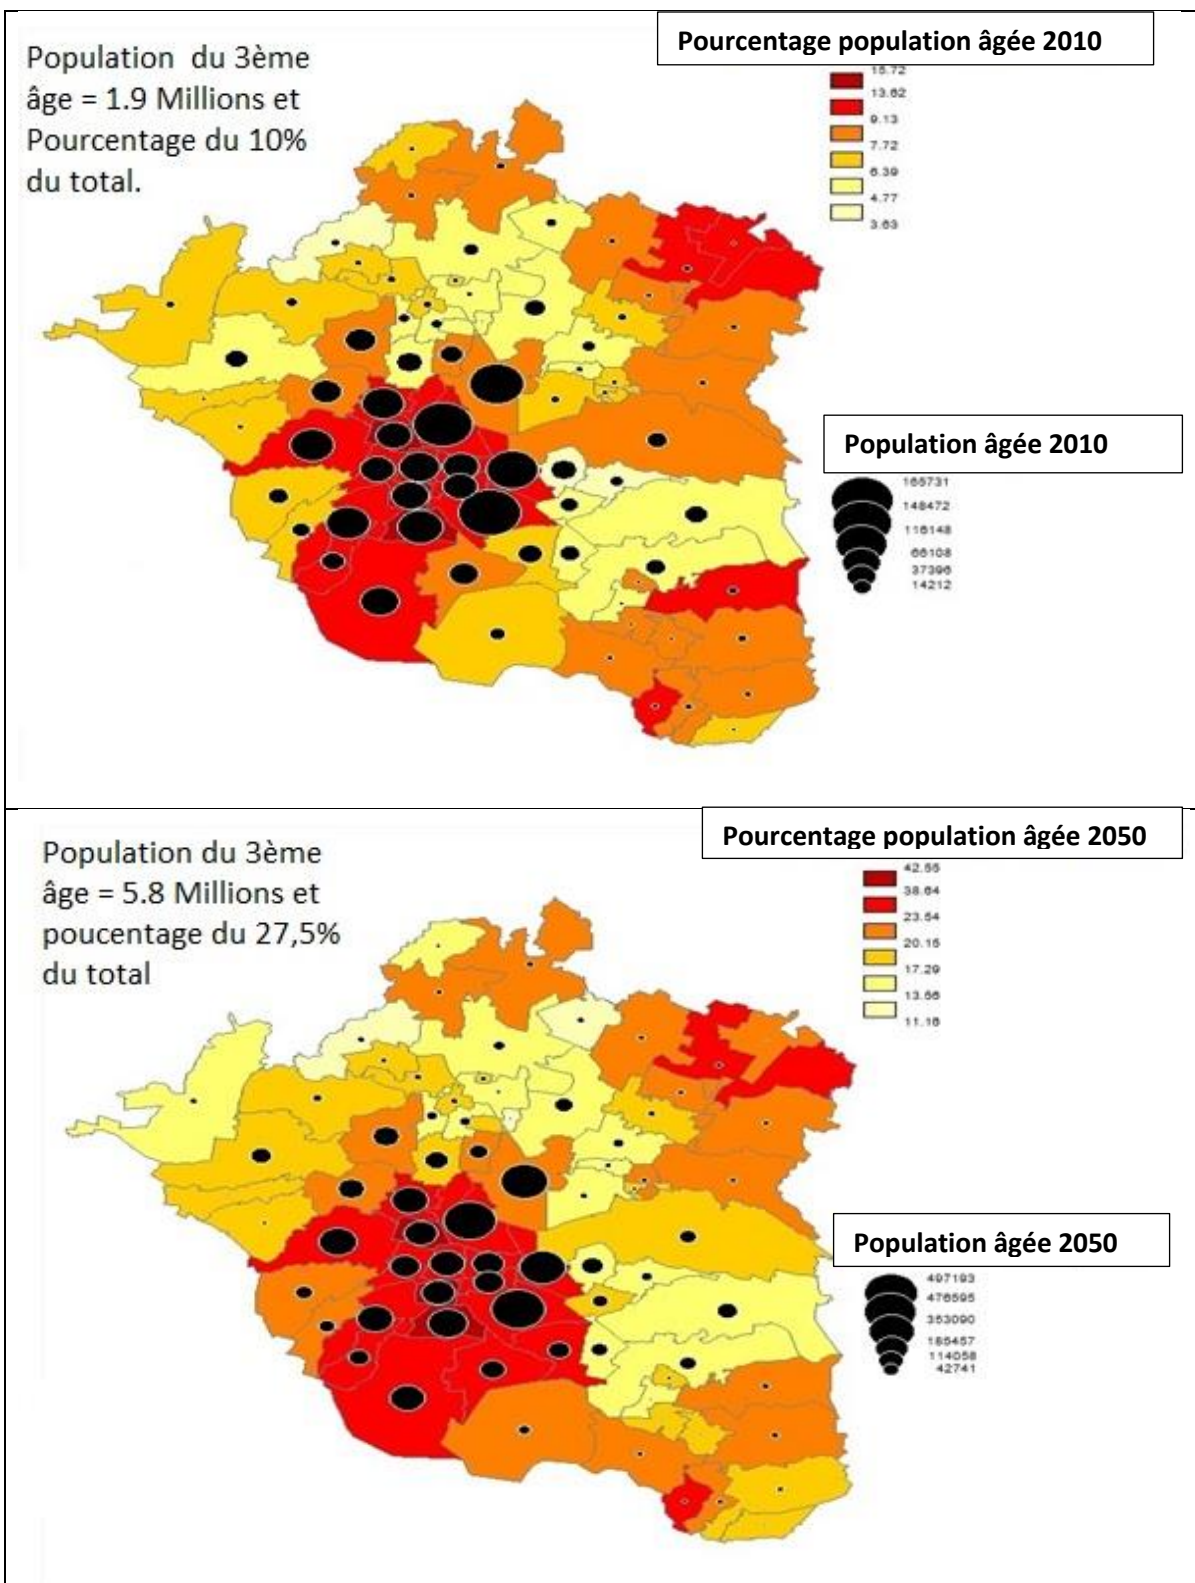 Population du 3ème
âge = 1.9 Millions et
Pourcentage du 10%
du total.
Pourcentage population âgée 2010
15.72
13.62
9.13
7.72
6.39
4.77
3.63
Population âgée 2010
165731
148472
116148
66108
37396
14212
Population du 3ème
âge = 5.8 Millions et
poucentage du 27,5%
du total
Pourcentage population âgée 2050
42.55
38.64
23.54
20.15
17.29
13.56
11.16
Population âgée 2050
497193
476595
353090
185457
114058
42741